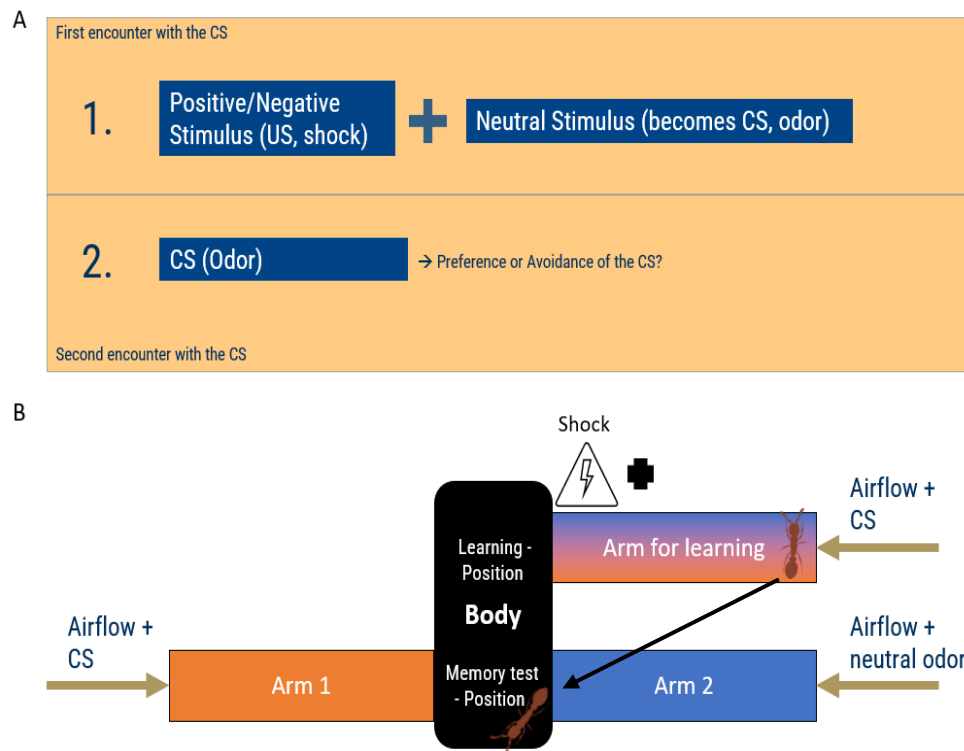 A
First encounter with the CS
1.
Positive/Negative
Stimulus (US, shock)
Neutral Stimulus (becomes CS, odor)
2.
CS (Odor)
→ Preference or Avoidance of the CS?
Second encounter with the CS
B
Shock
Airflow +
CS
Learning -
Position
Arm for learning
Body
Airflow +
CS
Airflow +
neutral odor
Memory test
- Position
Arm 1
Arm 2